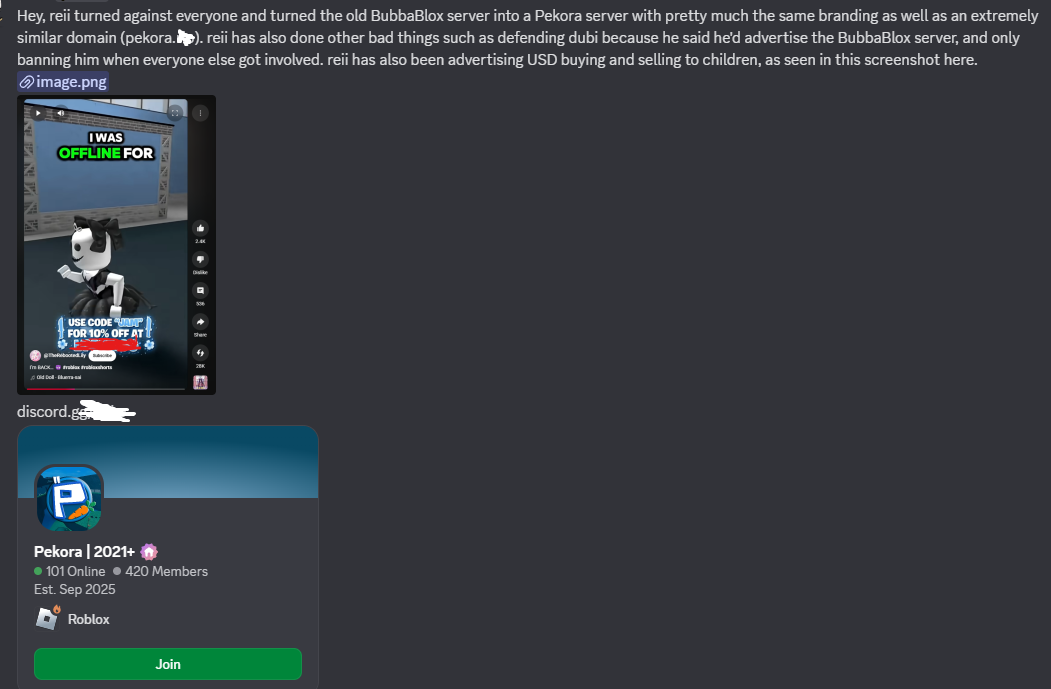 Hey, reii turned against everyone and turned the old BubbaBlox server into a Pekora server with pretty much the same branding as well as an extremely
similar domain (pekora. ). reii has also done other bad things such as defending dubi because he said he'd advertise the BubbaBlox server, and only
banning him when everyone else got involved. reii has also been advertising USD buying and selling to children, as seen in this screenshot here.
image.png
I WAS
OFFLINE FOR
2.4K
Dislike
336
Share
28K
USE CODE "JAM"
FOR 10% OFF AT
@TheRebootedLily Subscribe
I'm BACK... #roblox #robloxshorts
Old Doll - Bluerra-sai
discord.gg
P
Pekora | 2021+
101 Online 420 Members
Est. Sep 2025
Roblox
Join